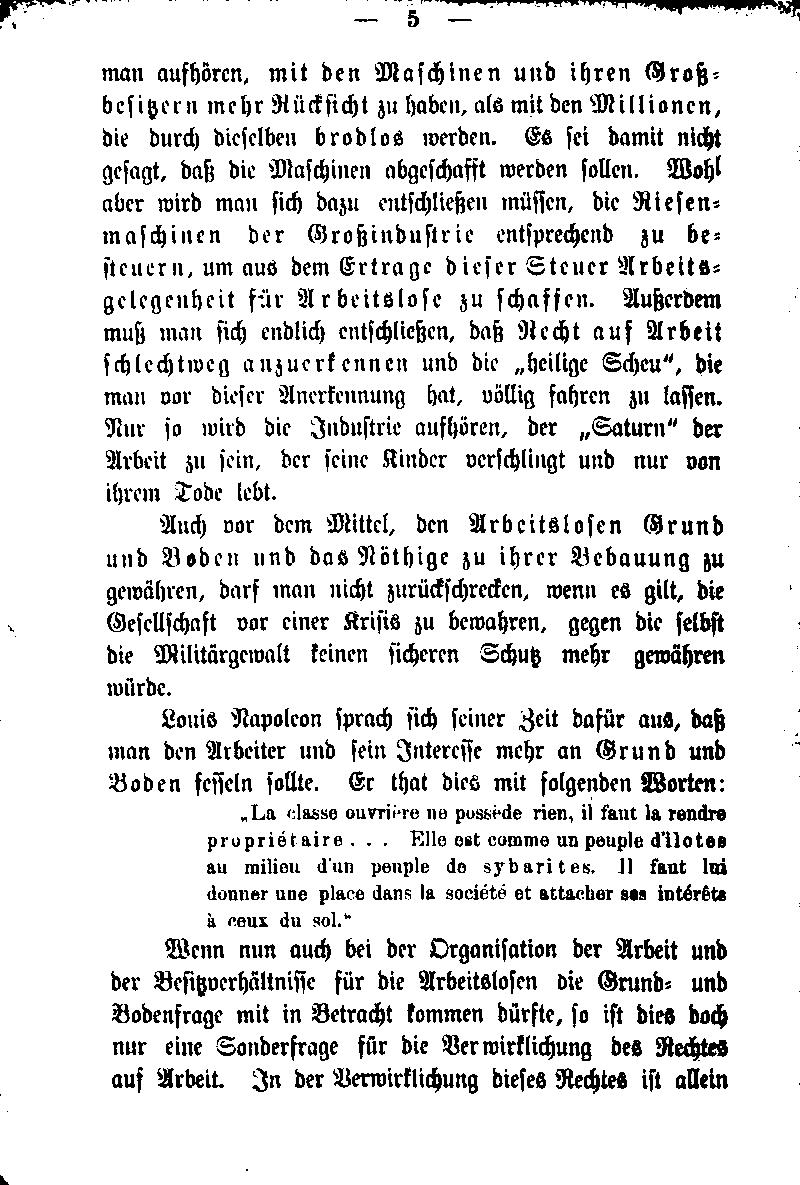 — 5 —
man aufhören, mit den Maschinen und ihren Groß-
besitzern mehr Rücksicht zu haben, als mit den Millionen,
die durch dieselben brodlos werden. Es sei damit nicht
gesagt, daß die Maschinen abgeschafft werden sollen. Wohl
aber wird man sich dazu entschließen müssen, die Riesen-
maschinen der Großindustrie entsprechend zu be-
steuern, um aus dem Ertrage dieser Steuer Arbeits-
gelegenheit für Arbeitslose zu schaffen. Außerdem
muß man sich endlich entschließen, daß Recht auf Arbeit
schlechtweg anzuerkennen und die „heilige Scheu“, die
man vor dieser Anerkennung hat, völlig fahren zu lassen.
Nur so wird die Industrie aufhören, der „Saturn“ der
Arbeit zu sein, der seine Kinder verschlingt und nur von
ihrem Tode lebt.
Auch vor dem Mittel, den Arbeitslosen Grund
und Boden und das Nöthige zu ihrer Bebauung zu
gewähren, darf man nicht zurückschrecken, wenn es gilt, die
Gesellschaft vor einer Krisis zu bewahren, gegen die selbst
die Militärgewalt keinen sicheren Schutz mehr gewähren
würde.
Louis Napoleon sprach sich seiner Zeit dafür aus, daß
man den Arbeiter und sein Interesse mehr an Grund und
Boden fesseln sollte. Er that dies mit folgenden Worten:
„La classe ouvrière ne possède rien, il faut la rendre
propriétaire . . . Elle est comme un peuple d'ilotes
au milieu d'un peuple de sybarites. Il faut lui
donner une place dans la société et attacher ses intérêts
à ceux du sol.“
Wenn nun auch bei der Organisation der Arbeit und
der Besitzverhältnisse für die Arbeitslosen die Grund- und
Bodenfrage mit in Betracht kommen dürfte, so ist dies doch
nur eine Sonderfrage für die Verwirklichung des Rechtes
auf Arbeit. In der Verwirklichung dieses Rechtes ist allein